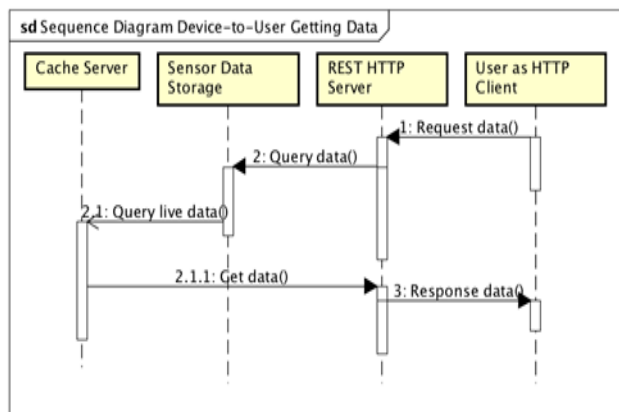 sd Sequence Diagram Device-to-User Getting Data
Cache Server
Sensor Data
Storage
REST HTTP
Server
User as HTTP
Client
1: Request data()
2: Query data()
2.1: Query live data()
2.1.1: Get data()
3: Response data()